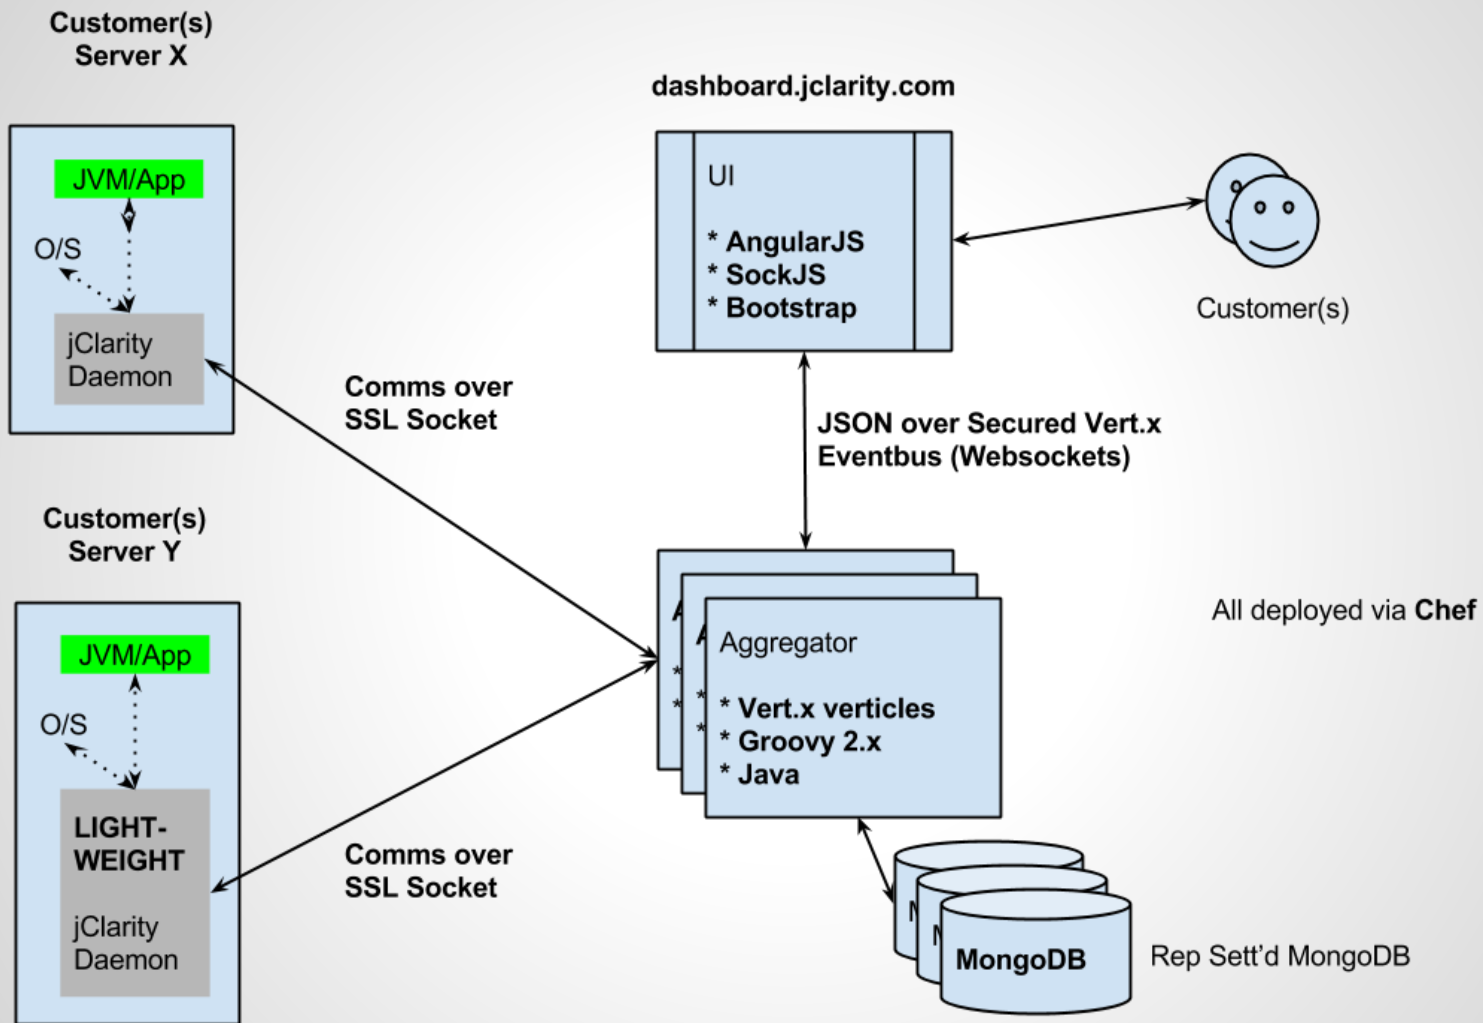 Customer(s)
Server X
JVM/App
O/S
jClarity
Daemon
Comms over
SSL Socket
Customer(s)
Server Y
JVM/App
O/S
LIGHT-
WEIGHT
jClarity
Daemon
Comms over
SSL Socket
dashboard.jclarity.com
UI
* AngularJS
* SockJS
* Bootstrap
Customer(s)
JSON over Secured Vert.x
Eventbus (Websockets)
Aggregator
* Vert.x verticles
* Groovy 2.x
* Java
All deployed via Chef
MongoDB
Rep Sett'd MongoDB